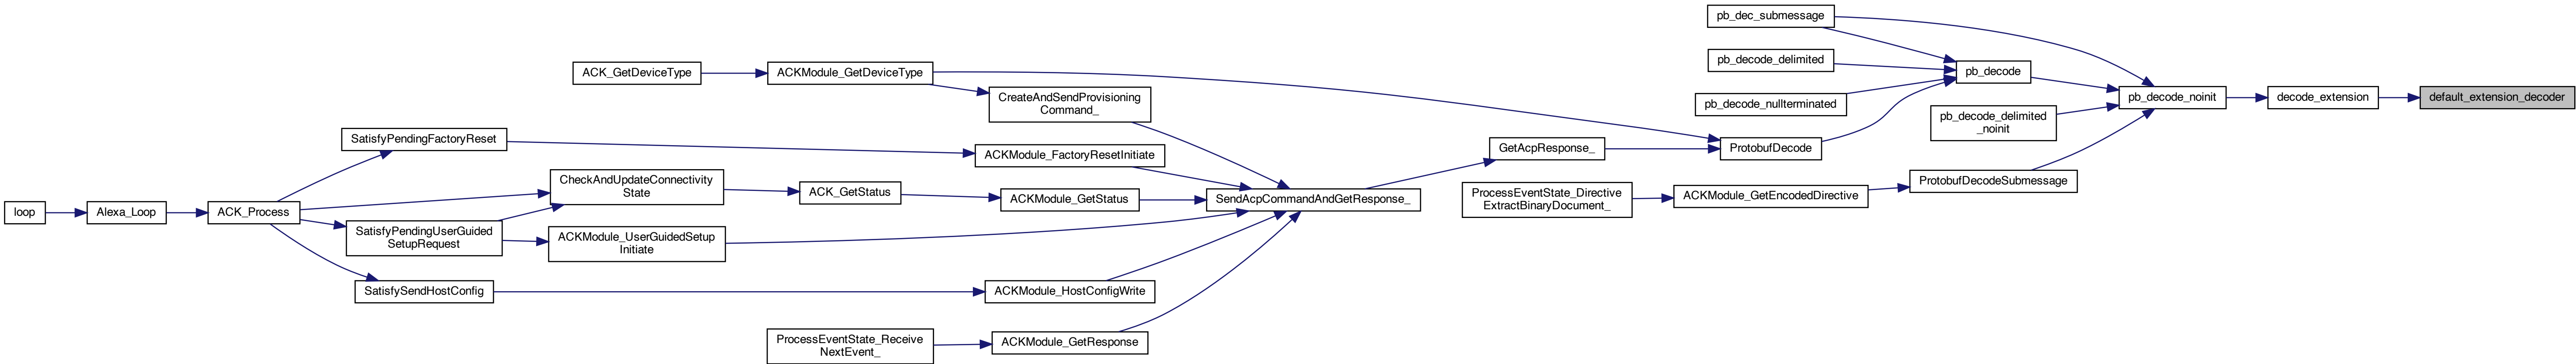 pb_dec_submessage
pb_decode_delimited
ACK_GetDeviceType
ACKModule_GetDeviceType
pb_decode
CreateAndSendProvisioning
Command_
pb_decode_nullterminated
pb_decode_noinit
decode_extension
default_extension_decoder
pb_decode_delimited
_noinit
SatisfyPendingFactoryReset
ACKModule_FactoryResetInitiate
GetAcpResponse_
ProtobufDecode
CheckAndUpdateConnectivity
State
ACK_GetStatus
ACKModule_GetStatus
SendAcpCommandAndGetResponse_
ProcessEventState_Directive
ExtractBinaryDocument_
ACKModule_GetEncodedDirective
ProtobufDecodeSubmessage
loop
Alexa_Loop
ACK_Process
SatisfyPendingUserGuided
SetupRequest
ACKModule_UserGuidedSetup
Initiate
SatisfySendHostConfig
ACKModule_HostConfigWrite
ProcessEventState_Receive
NextEvent_
ACKModule_GetResponse